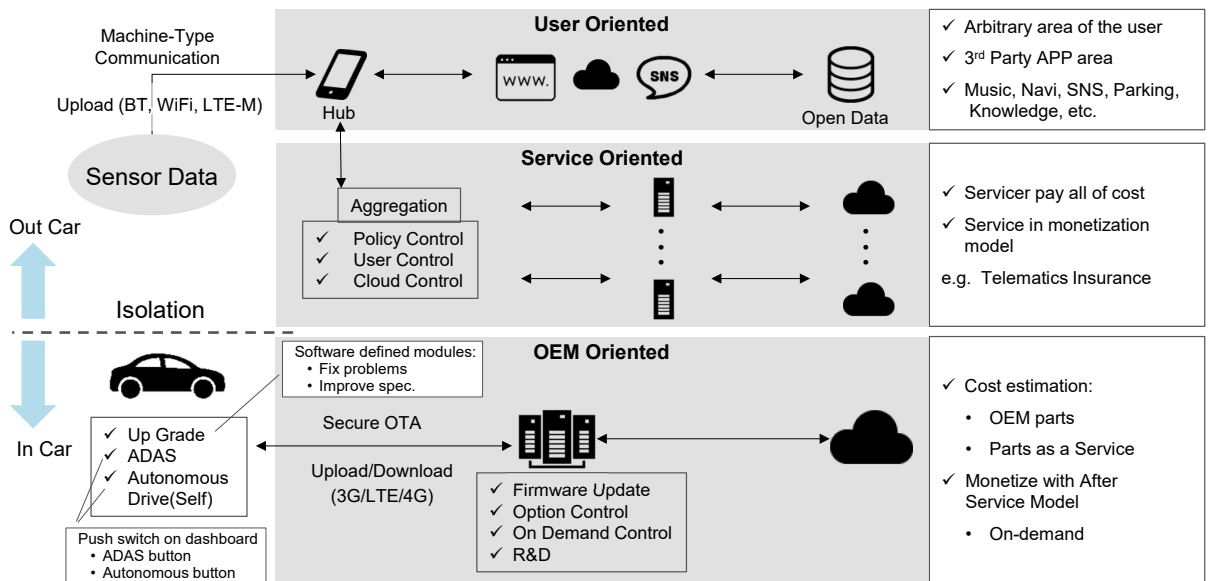 Machine-Type
Communication
Upload (BT, WiFi, LTE-M)
Sensor Data
Out Car
Isolation
In Car
User Oriented
Hub
www.
SNS
Open Data
✓ Arbitrary area of the user
✓ 3rd Party APP area
✓ Music, Navi, SNS, Parking,
Knowledge, etc.
Service Oriented
Aggregation
✓ Policy Control
✓ User Control
✓ Cloud Control
✓ Servicer pay all of cost
✓ Service in monetization
model
e.g. Telematics Insurance
OEM Oriented
Software defined modules:
• Fix problems
• Improve spec.
✓ Up Grade
✓ ADAS
✓ Autonomous
Drive(Self)
Push switch on dashboard
• ADAS button
• Autonomous button
Secure OTA
Upload/Download
(3G/LTE/4G)
✓ Firmware Update
✓ Option Control
✓ On Demand Control
✓ R&D
✓ Cost estimation:
• OEM parts
• Parts as a Service
✓ Monetize with After
Service Model
• On-demand